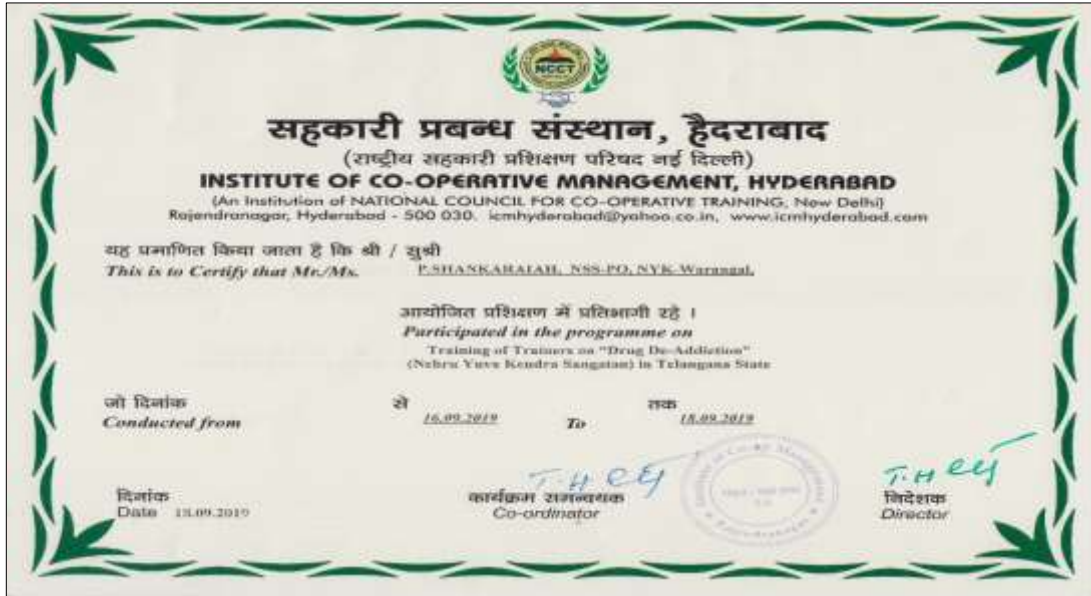 NCCT
सहकारी प्रबन्ध संस्थान, हैदराबाद
(राष्ट्रीय सहकारी प्रशिक्षण परिषद नई दिल्ली)
INSTITUTE OF CO-OPERATIVE MANAGEMENT, HYDERABAD
(An Institution of NATIONAL COUNCIL FOR CO-OPERATIVE TRAINING, New Delhi)
Rajendranagar, Hyderabad - 500 030. icmhyderabad@yahoo.co.in, www.icmhyderabad.com
यह प्रमाणित किया जाता है कि श्री / सुश्री
This is to Certify that Mr./Ms. P.SHANKARAIAH, NSS-PO, NYK-Warangal,
आयोजित प्रशिक्षण में प्रतिभागी रहे ।
Participated in the programme on
Training of Trainers on "Drug De-Addiction"
(Nehru Yuva Kendra Sangatan) in Telangana State
जो दिनांक से तक
Conducted from 16.09.2019 To 18.09.2019
T.H
T.H
दिनांक कार्यक्रम समन्वयक निदेशक
Date 18.09.2019 Co-ordinator Director